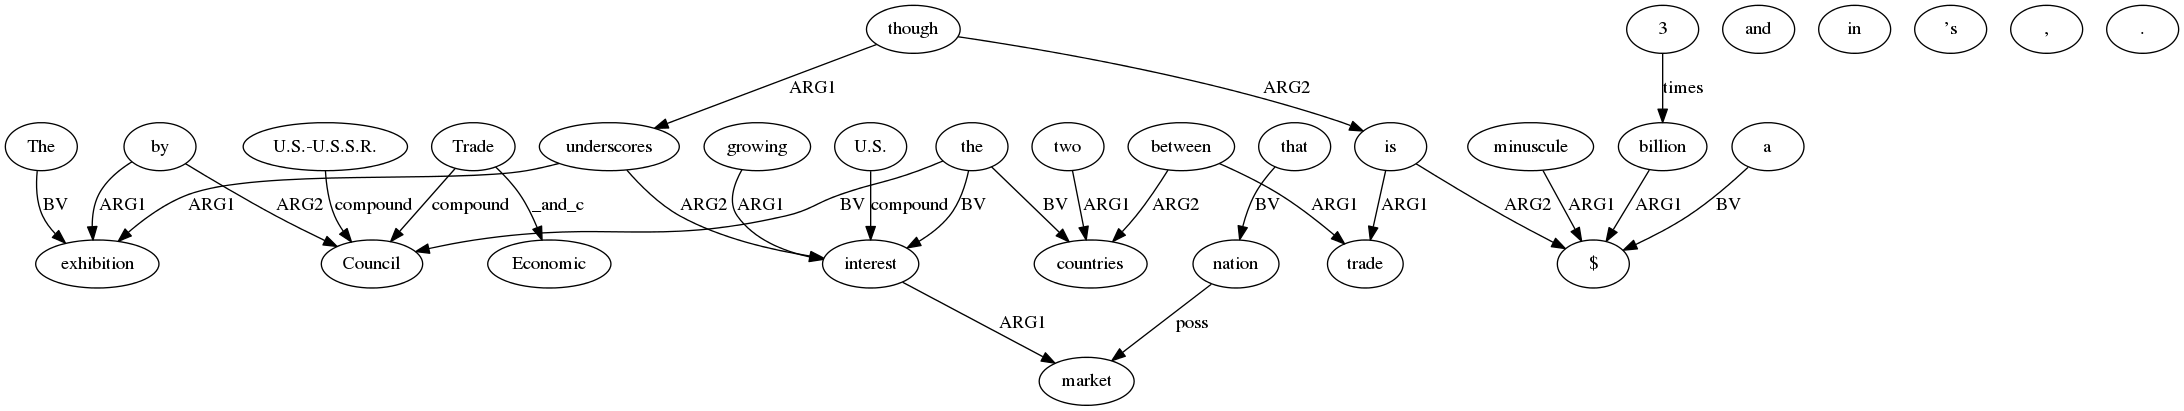 though 3 and in ’s , .
ARG1 ARG2 times
The by U.S.-U.S.S.R. Trade underscores growing U.S. the two between that is minuscule billion a
BV ARG1 ARG1 compound ARG2 compound _and_c ARG2 ARG1 BV compound BV BV ARG1 ARG2 ARG1 BV ARG1 ARG2 ARG1 ARG1 BV
exhibition Council Economic interest countries nation trade $
ARG1 poss
market